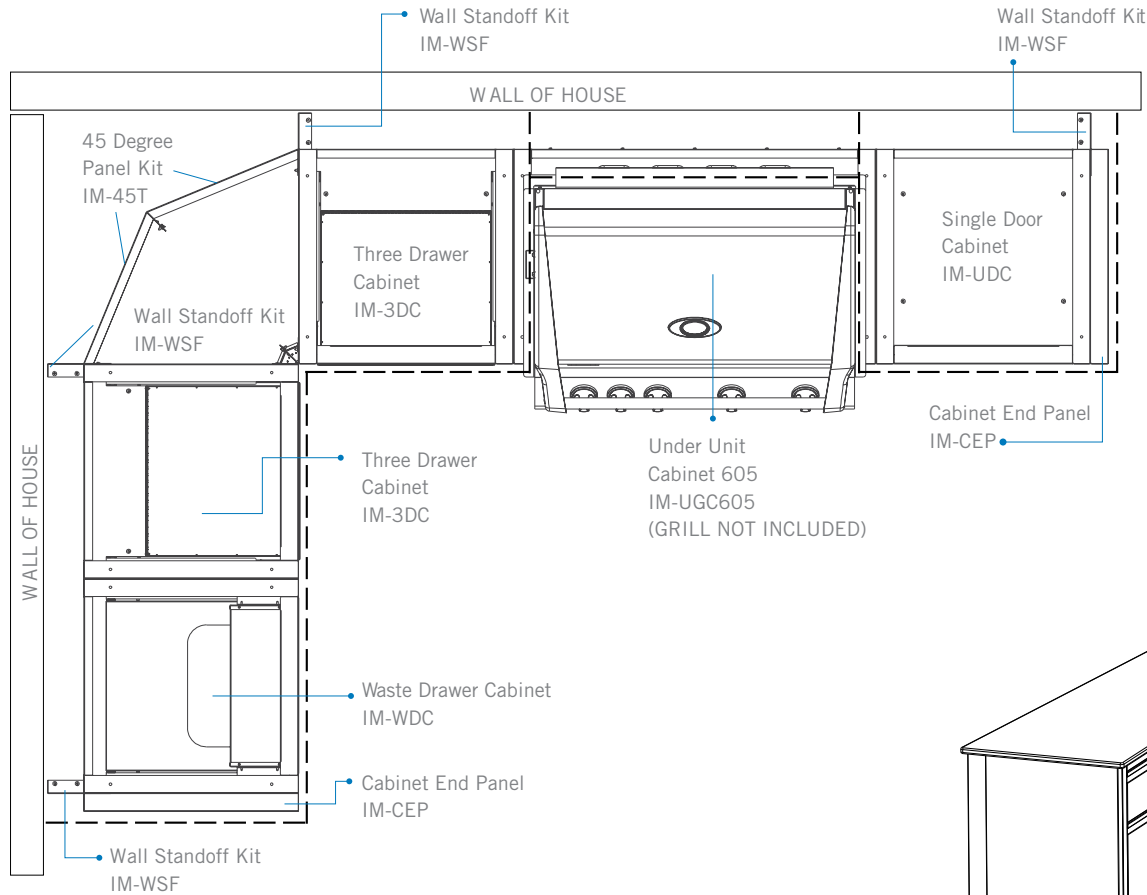 Wall Standoff Kit
IM-WSF
Wall Standoff Kit
IM-WSF
WALL OF HOUSE
45 Degree
Panel Kit
IM-45T
Three Drawer
Cabinet
IM-3DC
Single Door
Cabinet
IM-UDC
Wall Standoff Kit
IM-WSF
Cabinet End Panel
IM-CEP
Under Unit
Cabinet 605
IM-UGC605
(GRILL NOT INCLUDED)
Three Drawer
Cabinet
IM-3DC
WALL OF HOUSE
Waste Drawer Cabinet
IM-WDC
Cabinet End Panel
IM-CEP
Wall Standoff Kit
IM-WSF